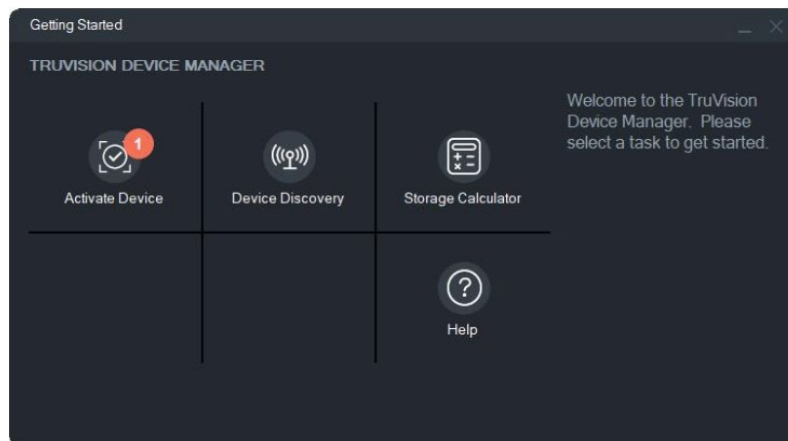 Getting Started
TRUVISION DEVICE MANAGER
Welcome to the TruVision
Device Manager. Please
select a task to get started.
1
Activate Device
Device Discovery
Storage Calculator
?
Help